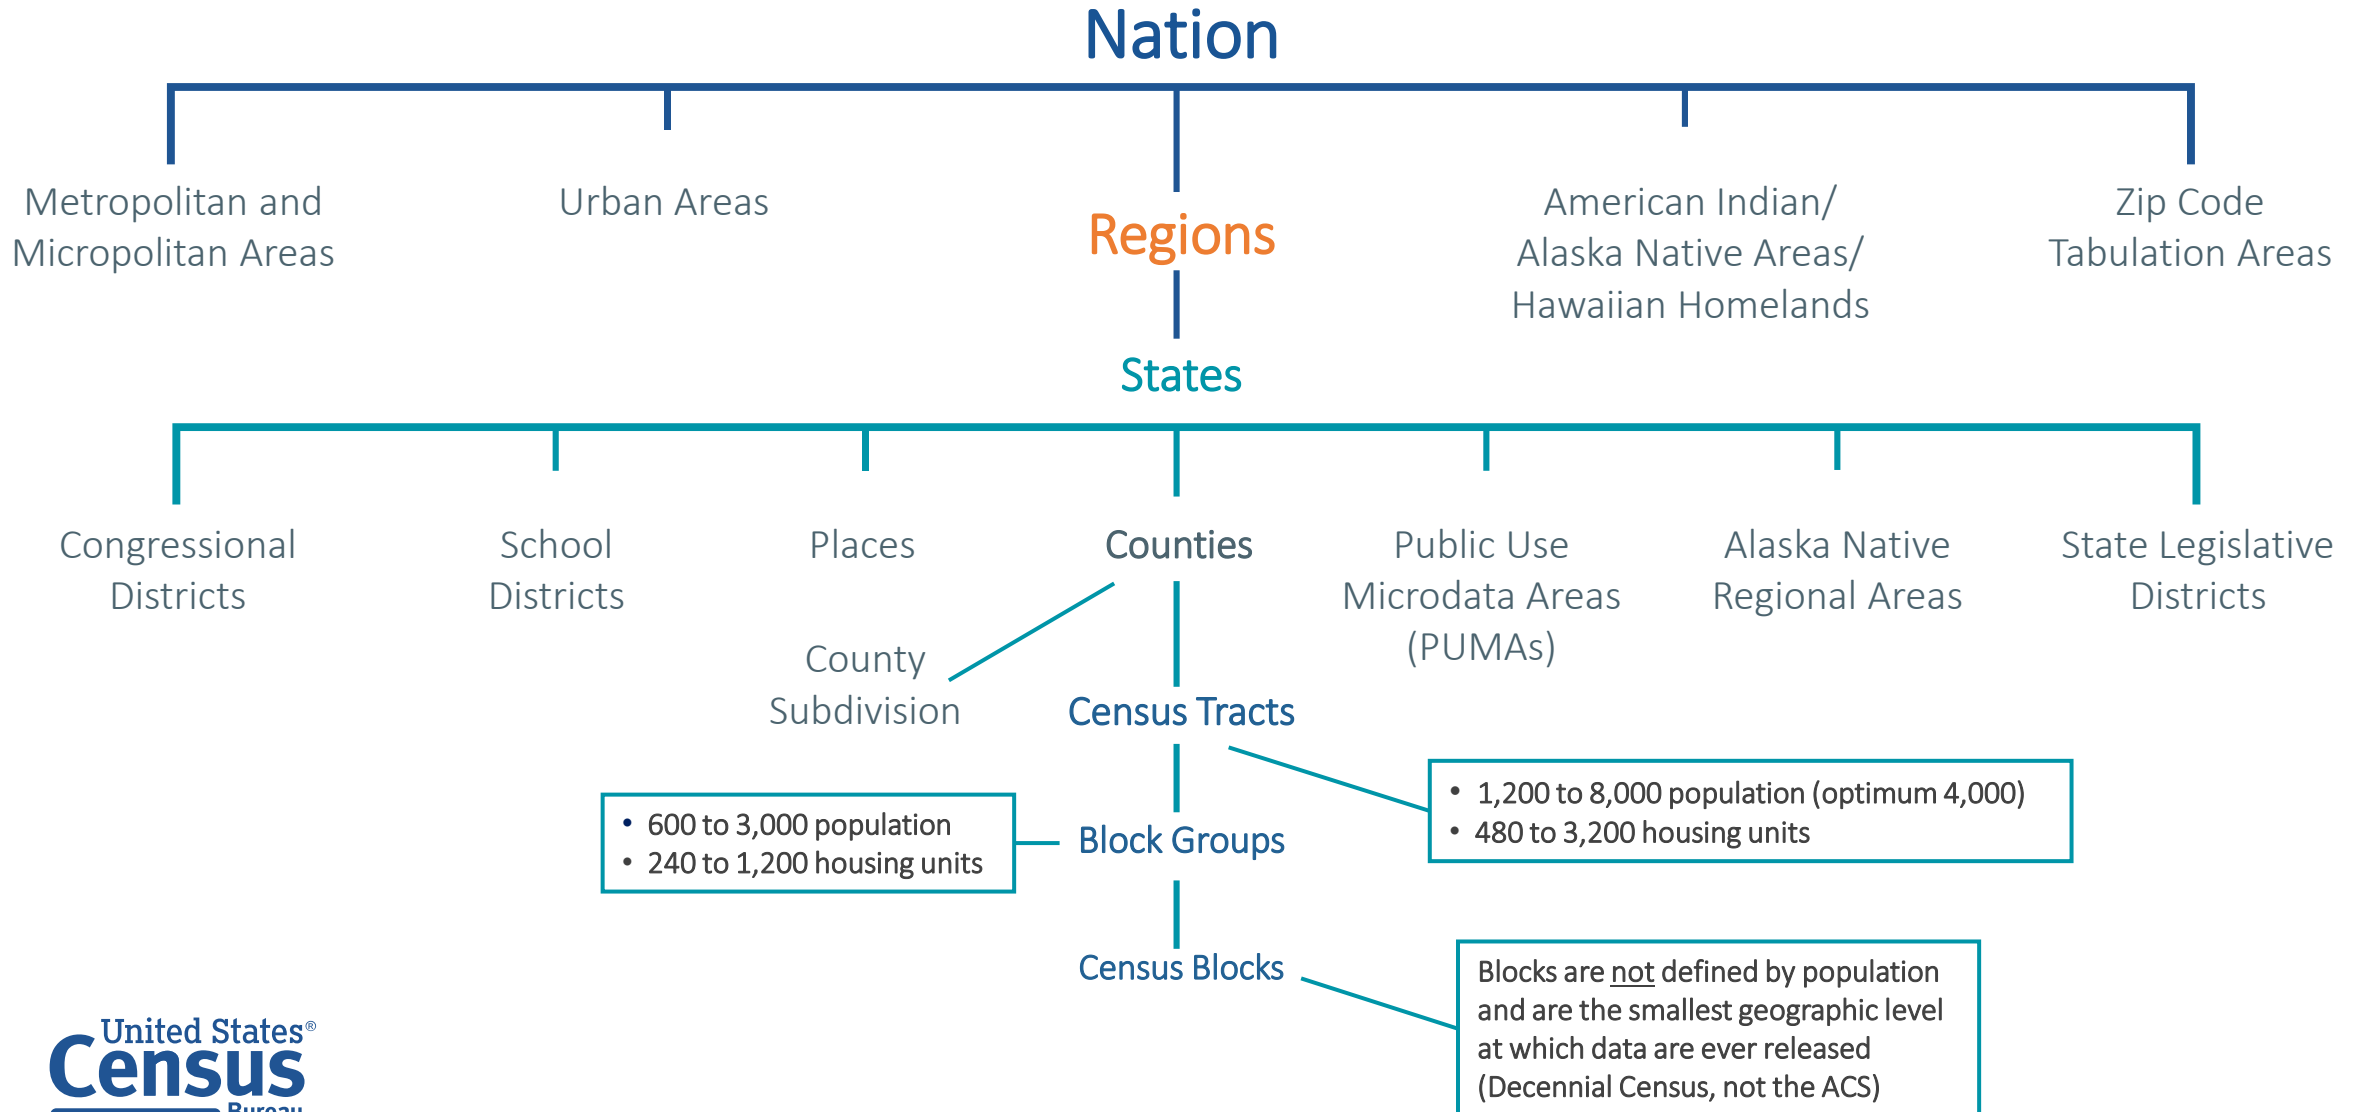 Nation
Metropolitan and
Micropolitan Areas
Urban Areas
Regions
American Indian/
Alaska Native Areas/
Hawaiian Homelands
Zip Code
Tabulation Areas
States
Congressional
Districts
School
Districts
Places
Counties
Public Use
Microdata Areas
(PUMAs)
Alaska Native
Regional Areas
State Legislative
Districts
County
Subdivision
Census Tracts
• 1,200 to 8,000 population (optimum 4,000)
• 480 to 3,200 housing units
• 600 to 3,000 population
• 240 to 1,200 housing units
Block Groups
Census Blocks
Blocks are not defined by population
and are the smallest geographic level
at which data are ever released
(Decennial Census, not the ACS)
United States®
Census
Bureau